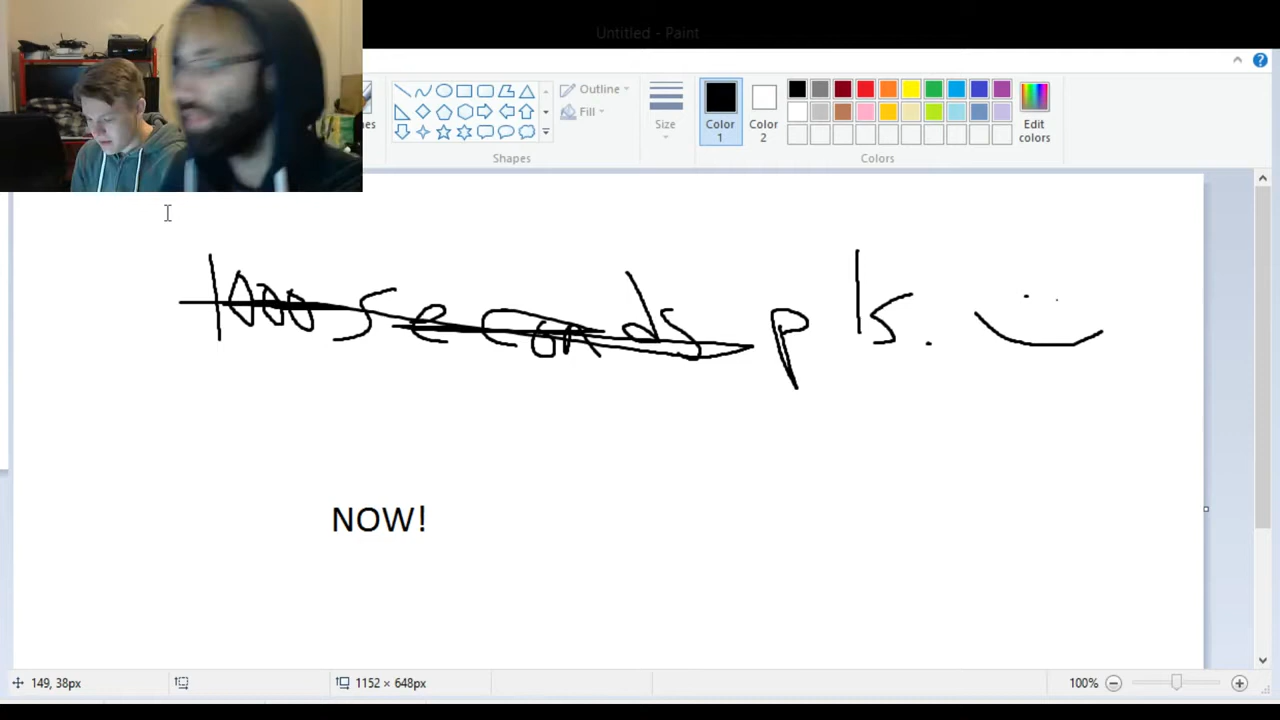 Untitled - Paint
Outline
Fill
Size
Color 1
Color 2
Edit colors
Shapes
Colors
1000 seconds pls. :)
NOW!
149, 38px
1152 × 648px
100%